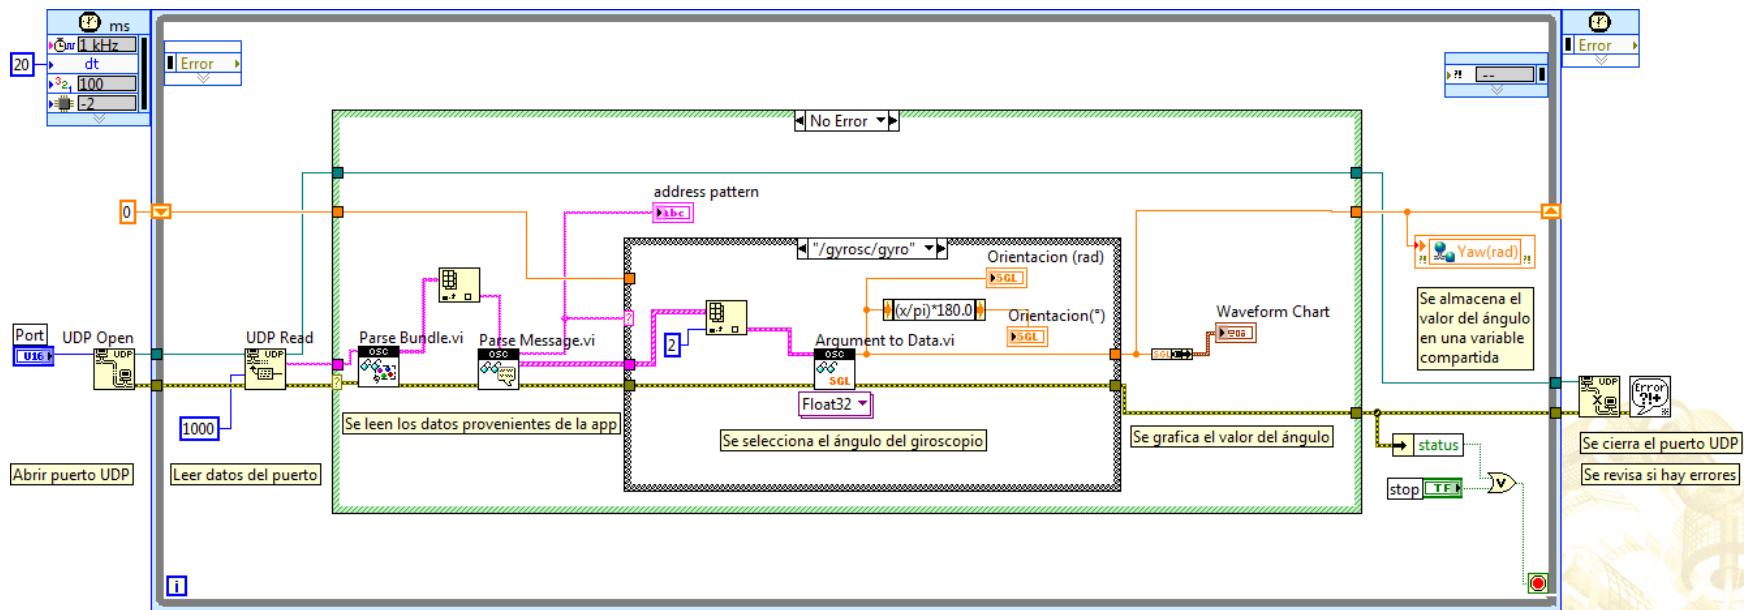 ms
1 kHz
dt
20
100
-2
Error
Error
--
No Error
address pattern
abc
0
"/gyrosc/gyro"
Orientacion (rad)
SGL
(x/pi)*180.0
Orientacion(°)
SGL
Yaw(rad)
Se almacena el
valor del ángulo
en una variable
compartida
Waveform Chart
SGL
Port
U16
UDP Open
UDP
UDP Read
UDP
Parse Bundle.vi
OSC
Parse Message.vi
OSC
2
Argument to Data.vi
OSC
SGL
Float32
1000
Se leen los datos provenientes de la app
Se selecciona el ángulo del giroscopio
Se grafica el valor del ángulo
UDP
Error
?!+
status
stop
TF
Abrir puerto UDP
Leer datos del puerto
Se cierra el puerto UDP
Se revisa si hay errores
i